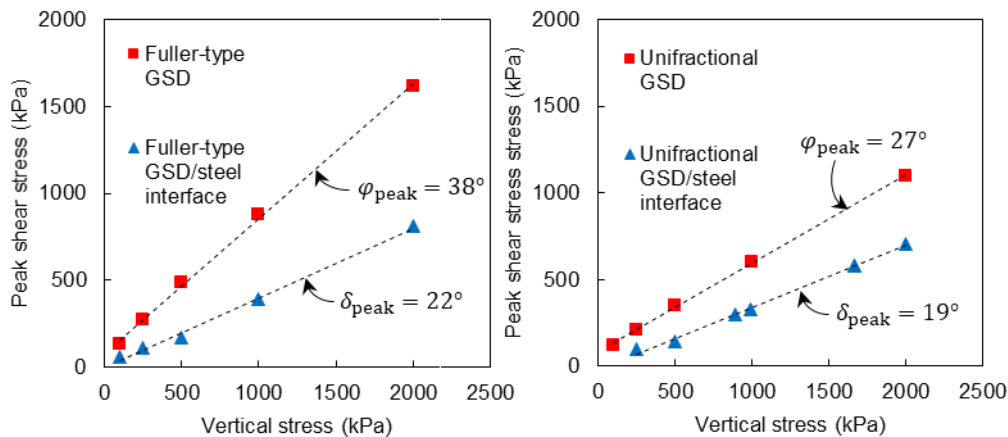 2000
1500
1000
500
0
Peak shear stress (kPa)
Fuller-type
GSD
Fuller-type
GSD/steel
interface
φpeak = 38°
δpeak = 22°
0 500 1000 1500 2000 2500
Vertical stress (kPa)
2000
1500
1000
500
0
Peak shear stress stress (kPa)
Unifractional
GSD
Unifractional
GSD/steel
interface
φpeak = 27°
δpeak = 19°
0 500 1000 1500 2000 2500
Vertical stress (kPa)